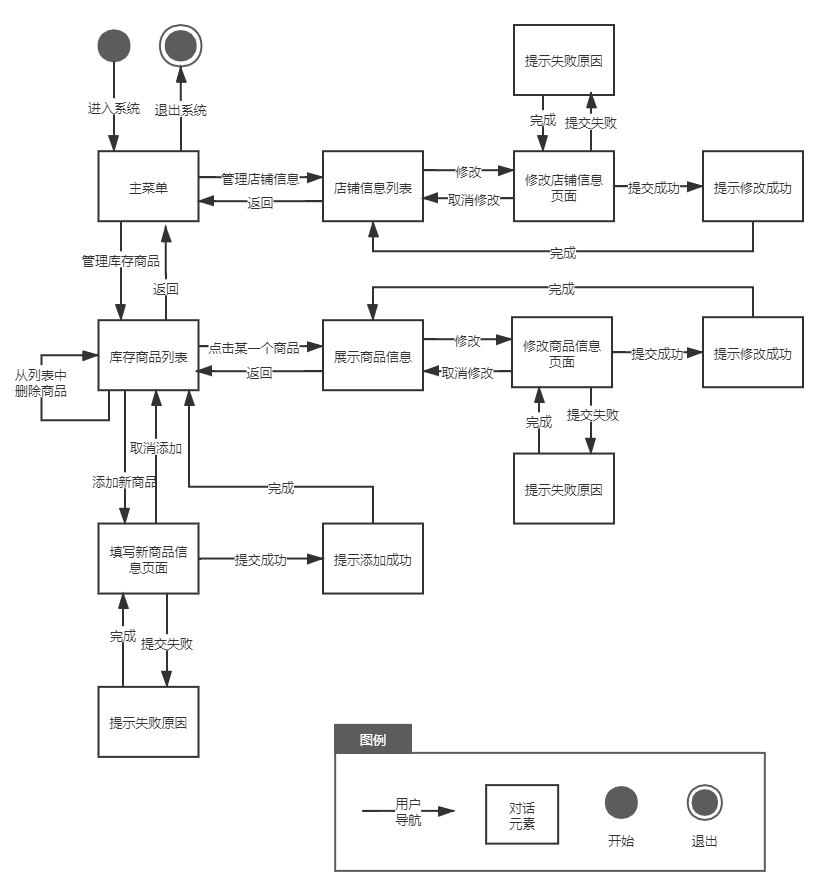 提示失败原因
进入系统
退出系统
完成
提交失败
主菜单
管理店铺信息
返回
店铺信息列表
修改
取消修改
修改店铺信息
页面
提交成功
提示修改成功
完成
管理库存商品
返回
完成
库存商品列表
点击某一个商品
返回
展示商品信息
修改
取消修改
修改商品信息
页面
提交成功
提示修改成功
从列表中
删除商品
完成
提交失败
取消添加
添加新商品
完成
提示失败原因
填写新商品信
息页面
提交成功
提示添加成功
完成
提交失败
提示失败原因
图例
用户
导航
对话
元素
开始
退出